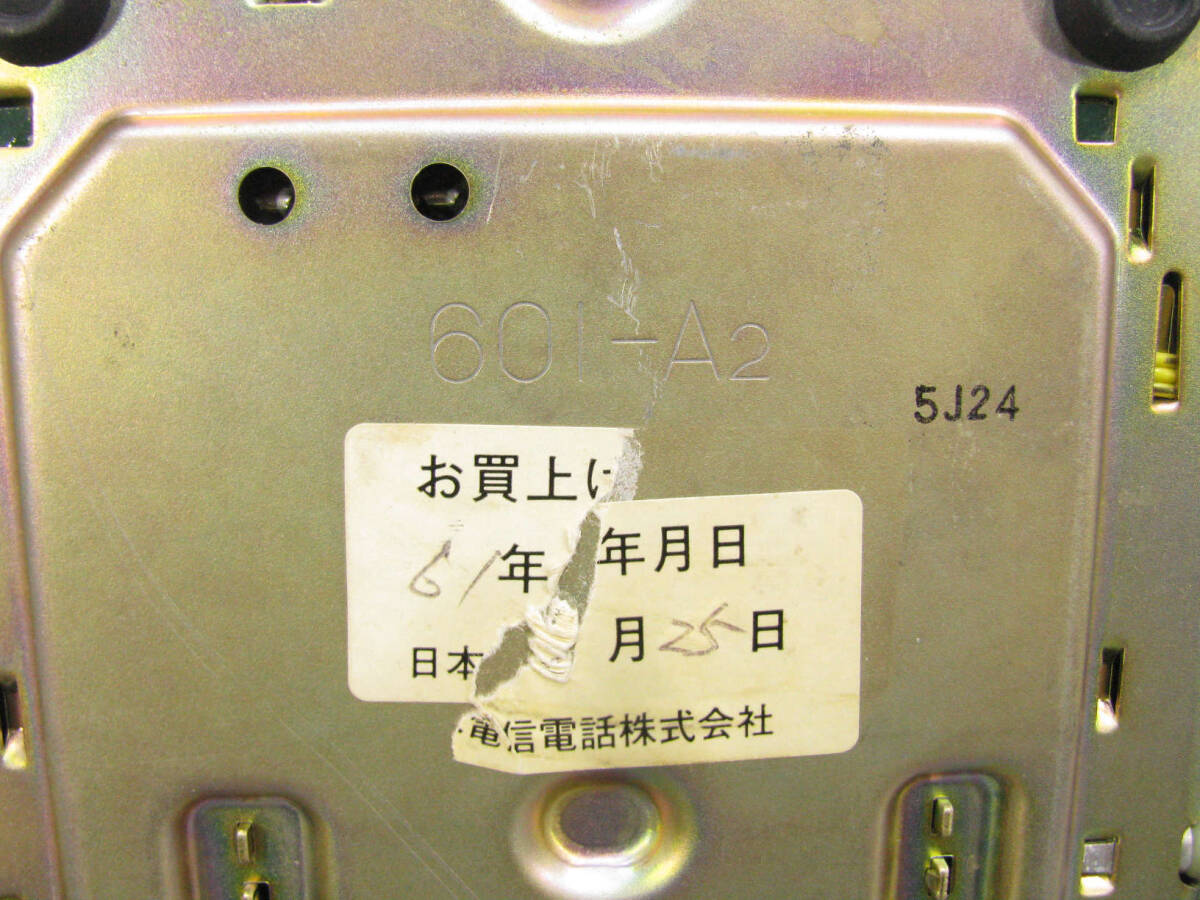 601-A2
5J24
お買上げ年月日
61年 月25日
日本電信電話株式会社